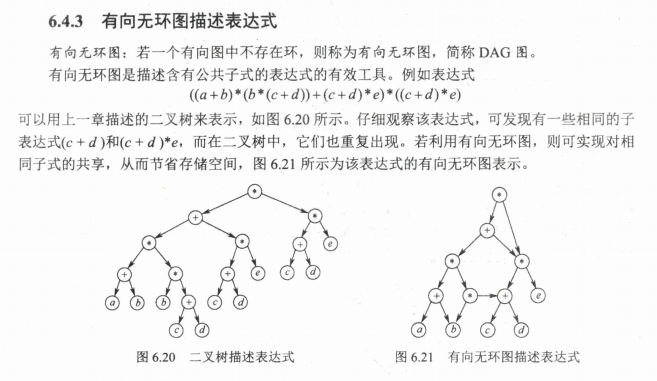 6.4.3 有向无环图描述表达式
有向无环图：若一个有向图中不存在环，则称为有向无环图，简称 DAG 图。
有向无环图是描述含有公共子式的表达式的有效工具。例如表达式
((a+b)*(b*(c+d))+(c+d)*e)*((c+d)*e)
可以用上一章描述的二叉树来表示，如图 6.20 所示。仔细观察该表达式，可发现有一些相同的子
表达式(c + d )和(c + d )*e，而在二叉树中，它们也重复出现。若利用有向无环图，则可实现对相
同子式的共享，从而节省存储空间，图 6.21 所示为该表达式的有向无环图表示。
*
+ *
* * + e
+ * + e c d
a b b + c d
c d
图 6.20 二叉树描述表达式
*
+
* *
+ * + e
a b c d
图 6.21 有向无环图描述表达式